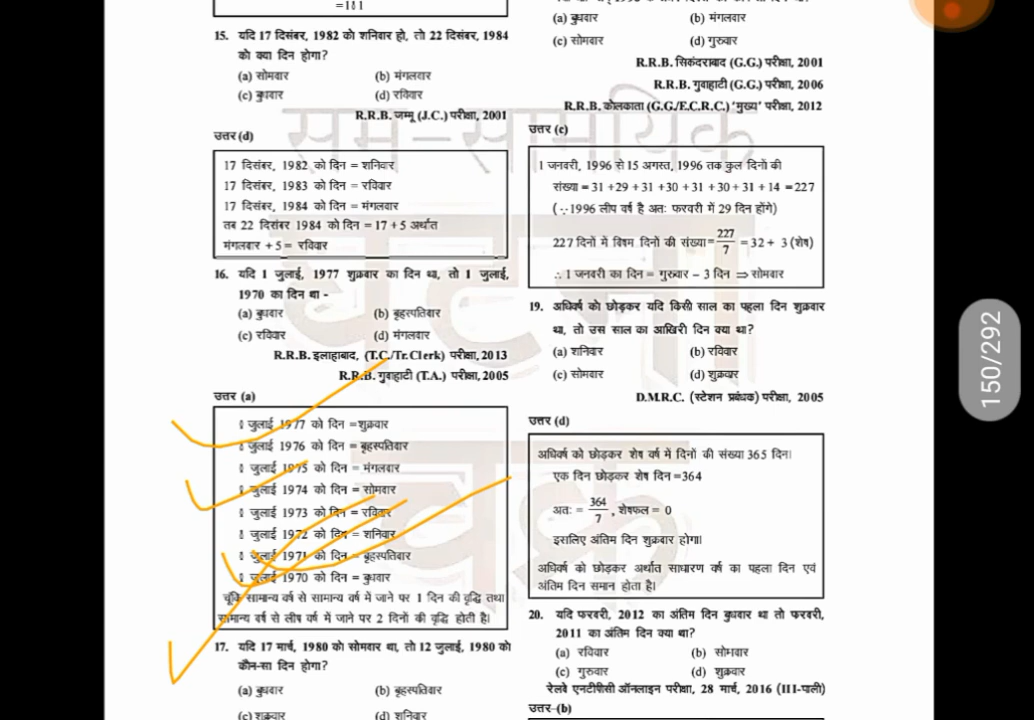 =181
15. यदि 17 दिसंबर, 1982 को शनिवार हो, तो 22 दिसंबर, 1984
को क्या दिन होगा?
(a) सोमवार (b) मंगलवार
(c) बुधवार (d) रविवार
R.R.B. जम्मू (J.C.) परीक्षा, 2001
उत्तर (d)
17 दिसंबर, 1982 को दिन = शनिवार
17 दिसंबर, 1983 को दिन = रविवार
17 दिसंबर, 1984 को दिन = मंगलवार
तब 22 दिसंबर 1984 को दिन = 17 + 5 अर्थात
मंगलवार + 5 = रविवार
16. यदि 1 जुलाई, 1977 शुक्रवार का दिन था, तो 1 जुलाई,
1970 का दिन था -
(a) बुधवार (b) बृहस्पतिवार
(c) रविवार (d) मंगलवार
R.R.B. इलाहाबाद, (T.C./Tr.Clerk) परीक्षा, 2013
R.R.B. गुवाहाटी (T.A.) परीक्षा, 2005
उत्तर (a)
1 जुलाई 1977 को दिन =शुक्रवार
1 जुलाई 1976 को दिन = बृहस्पतिवार
1 जुलाई 1975 को दिन = मंगलवार
1 जुलाई 1974 को दिन = सोमवार
1 जुलाई 1973 को दिन = रविवार
1 जुलाई 1972 को दिन = शनिवार
1 जुलाई 1971 को दिन = बृहस्पतिवार
1 जुलाई 1970 को दिन = बुधवार
चूंकि सामान्य वर्ष से सामान्य वर्ष में जाने पर 1 दिन की वृद्धि तथा
सामान्य वर्ष से लीप वर्ष में जाने पर 2 दिनों की वृद्धि होती है।
17. यदि 17 मार्च, 1980 को सोमवार था, तो 12 जुलाई, 1980 को
कौन-सा दिन होगा?
(a) बुधवार (b) बृहस्पतिवार
(c) शुक्रवार (d) शनिवार
(a) बुधवार (b) मंगलवार
(c) सोमवार (d) गुरुवार
R.R.B. सिकंदराबाद (G.G.) परीक्षा, 2001
R.R.B. गुवाहाटी (G.G.) परीक्षा, 2006
R.R.B. कोलकाता (G.G./E.C.R.C.) 'मुख्य' परीक्षा, 2012
उत्तर (c)
1 जनवरी, 1996 से 15 अगस्त, 1996 तक कुल दिनों की
संख्या = 31 +29 + 31 + 30 + 31 + 30 + 31 + 14 = 227
(∵ 1996 लीप वर्ष है अतः फरवरी में 29 दिन होंगे)
227 दिनों में विषम दिनों की संख्या = 227/7 = 32 + 3 (शेष)
∴ 1 जनवरी का दिन = गुरुवार – 3 दिन ⇒ सोमवार
19. अधिवर्ष को छोड़कर यदि किसी साल का पहला दिन शुक्रवार
था, तो उस साल का आखिरी दिन क्या था?
(a) शनिवार (b) रविवार
(c) सोमवार (d) शुक्रवार
D.M.R.C. (स्टेशन प्रबंधक) परीक्षा, 2005
उत्तर (d)
अधिवर्ष को छोड़कर शेष वर्ष में दिनों की संख्या 365 दिन।
एक दिन छोड़कर शेष दिन =364
अतः = 364/7 , शेषफल = 0
इसलिए अंतिम दिन शुक्रवार होगा।
अधिवर्ष को छोड़कर अर्थात साधारण वर्ष का पहला दिन एवं
अंतिम दिन समान होता है।
20. यदि फरवरी, 2012 का अंतिम दिन बुधवार था तो फरवरी,
2011 का अंतिम दिन क्या था?
(a) रविवार (b) सोमवार
(c) गुरुवार (d) शुक्रवार
रेलवे एनटीपीसी ऑनलाइन परीक्षा, 28 मार्च, 2016 (III-पाली)
उत्तर-(b)
सम-सामयिक
घटना
चक्र
150/292